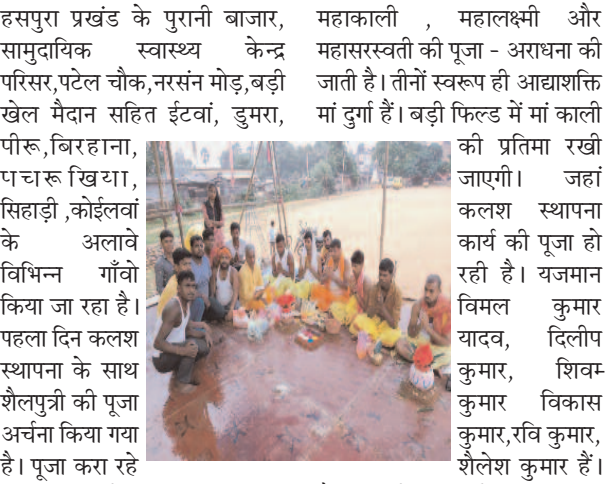 हसपुरा प्रखंड के पुरानी बाजार,
सामुदायिक स्वास्थ्य केन्द्र
परिसर,पटेल चौक,नरसंन मोड़,बड़ी
खेल मैदान सहित ईटवां, डुमरा,
पीरू,बिरहाना,
पचारूखिया,
सिहाड़ी ,कोईलवां
के अलावे
विभिन्न गाँवो
किया जा रहा है।
पहला दिन कलश
स्थापना के साथ
शैलपुत्री की पूजा
अर्चना किया गया
है। पूजा करा रहे
महाकाली , महालक्ष्मी और
महासरस्वती की पूजा - अराधना की
जाती है। तीनों स्वरूप ही आद्याशक्ति
मां दुर्गा हैं। बड़ी फिल्ड में मां काली
की प्रतिमा रखी
जाएगी। जहां
कलश स्थापना
कार्य की पूजा हो
रही है। यजमान
विमल कुमार
यादव, दिलीप
कुमार, शिवम
कुमार विकास
कुमार,रवि कुमार,
शैलेश कुमार हैं।